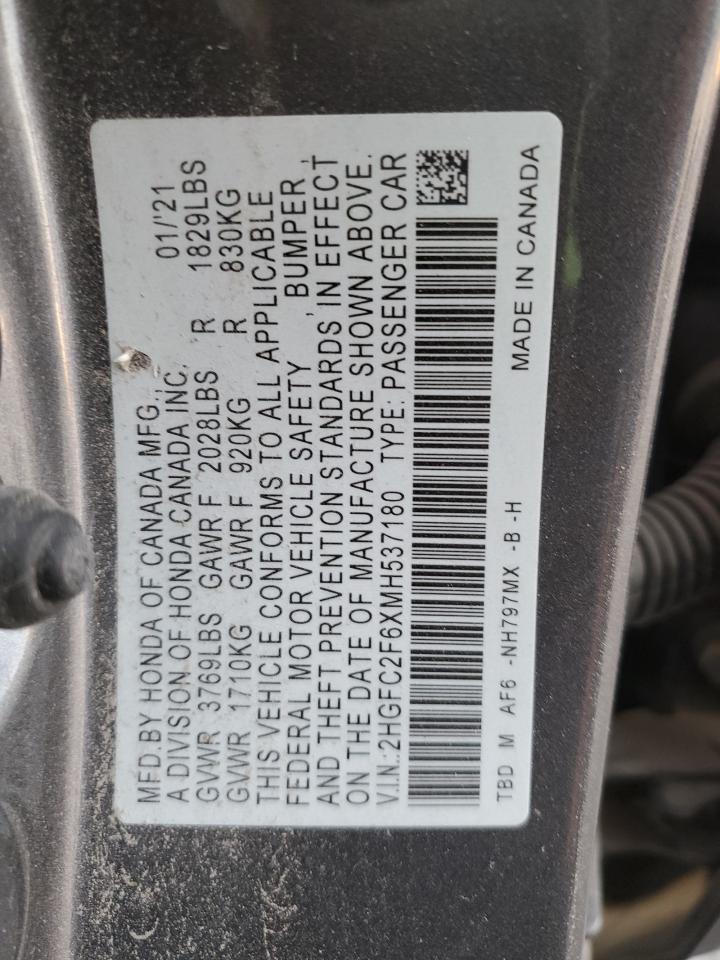 MFD.BY HONDA OF CANADA MFG., 01/'21
A DIVISION OF HONDA CANADA INC.
GVWR 3769LBS GAWR F 2028LBS R 1829LBS
GVWR 1710KG GAWR F 920KG R 830KG
THIS VEHICLE CONFORMS TO ALL APPLICABLE
FEDERAL MOTOR VEHICLE SAFETY , BUMPER ,
AND THEFT PREVENTION STANDARDS IN EFFECT
ON THE DATE OF MANUFACTURE SHOWN ABOVE.
V.I.N.:2HGFC2F6XMH537180 TYPE: PASSENGER CAR
TBD M AF6 -NH797MX -B -H MADE IN CANADA